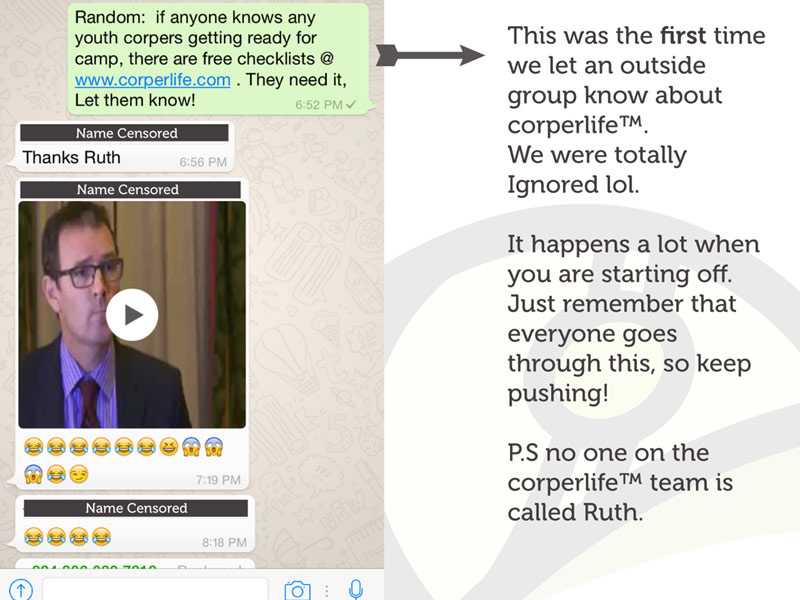 Random:  if anyone knows any
youth corpers getting ready for
camp, there are free checklists @
www.corperlife.com . They need it,
Let them know!
6:52 PM
Name Censored
Thanks Ruth
6:56 PM
Name Censored
😂😂😂😂😂😂😆😱😱
😱😂😏
7:19 PM
Name Censored
😂😂😂😂
8:18 PM
This was the first time
we let an outside
group know about
corperlife™.
We were totally
Ignored lol.
It happens a lot when
you are starting off.
Just remember that
everyone goes
through this, so keep
pushing!
P.S no one on the
corperlife™ team is
called Ruth.